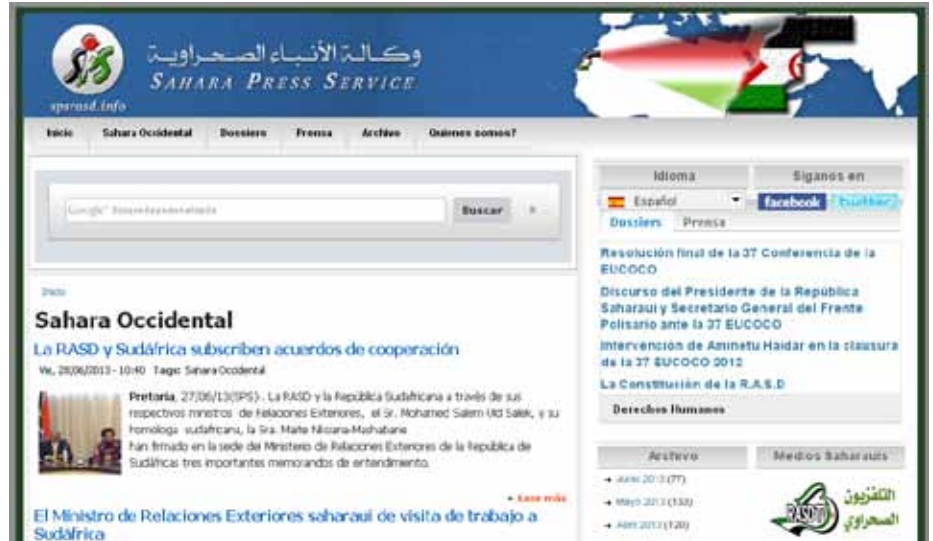 وكالة الأنباء الصحراوية
SAHARA PRESS SERVICE
spsrasd.info
Inicio Sahara Occidental Dossiers Prensa Archivo Quienes somos?
Idioma Siganos en
Google™
Buscar
Español facebook twitter
Dossiers Prensa
Resolución final de la 37 Conferencia de la
EUCOCO
Discurso del Presidente de la República
Saharaui y Secretario General del Frente
Polisario ante la 37 EUCOCO
Intervención de Aminetu Haidar en la clausura
de la 37 EUCOCO 2012
La Constitución de la R.A.S.D
Derechos Humanos
Inicio
Sahara Occidental
La RASD y Sudáfrica subscriben acuerdos de cooperación
Vie, 28/06/2013 - 10:40 Tags: Sahara Occidental
Pretoria, 27/06/13(SPS)-. La RASD y la República Sudafricana a través de sus
respectivos ministros de Relaciones Exteriores, el Sr. Mohamed Salem Uld Salek, y su
homologa sudafricana, la Sra. Maite Nkoana-Mashabane
han firmado en la sede del Ministerio de Relaciones Exteriores de la República de
Sudáfricas tres importantes memorandos de entendimiento.
Leer más
El Ministro de Relaciones Exteriores saharaui de visita de trabajo a
Sudáfrica
Archivo Medios Saharauis
Junio 2013 (77)
Mayo 2013
Abril 2013 (120)
التلفزيون
الصحراوي
RASD TV